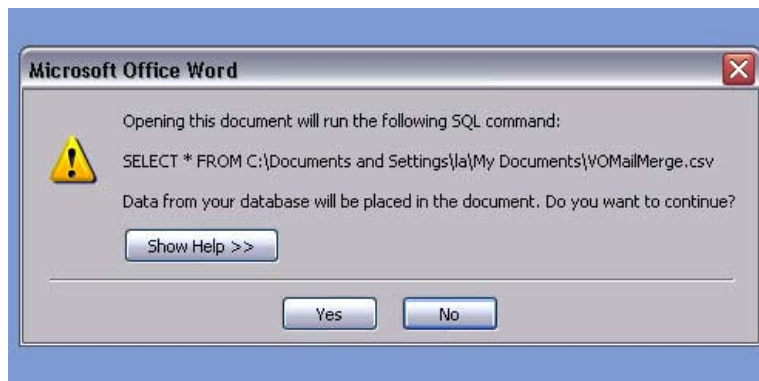 Microsoft Office Word
Opening this document will run the following SQL command:
SELECT * FROM C:\Documents and Settings\la\My Documents\VOMailMerge.csv
Data from your database will be placed in the document. Do you want to continue?
Show Help >>
Yes No